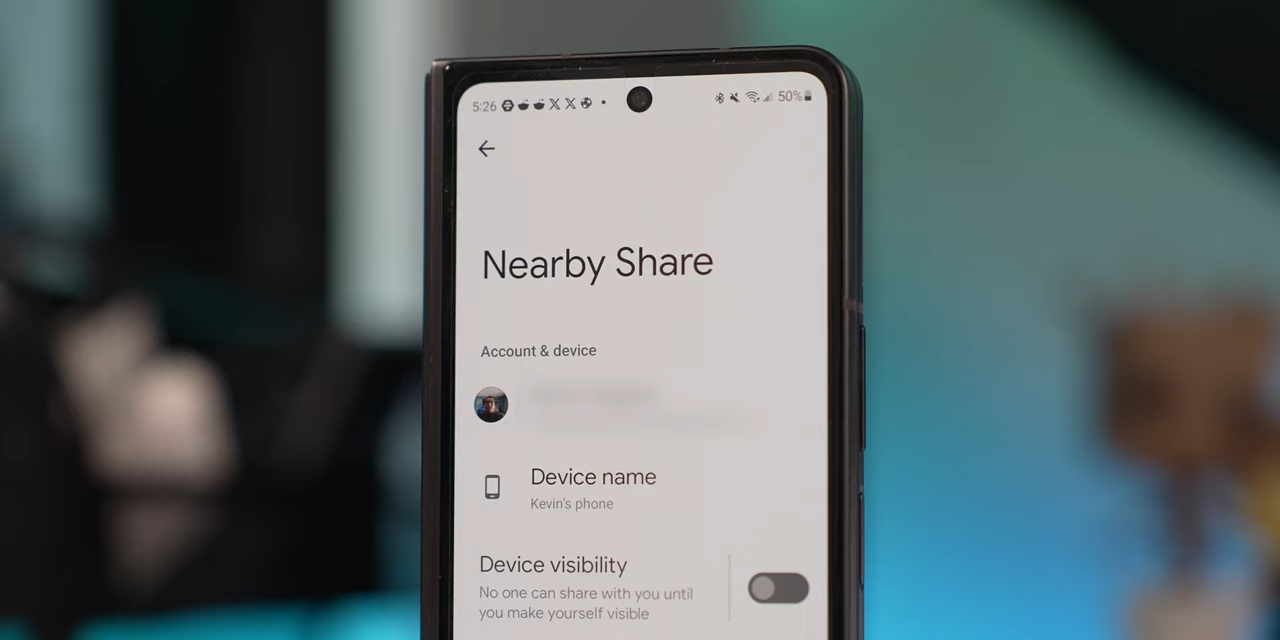 5:26 50%
Nearby Share
Account & device
Device name
Kevin's phone
Device visibility
No one can share with you until
you make yourself visible